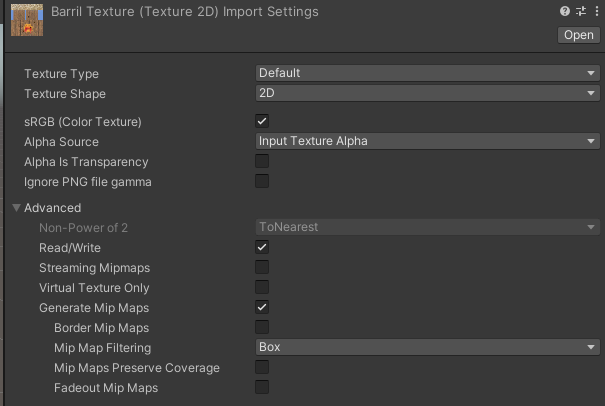 Barril Texture (Texture 2D) Import Settings
Open
Texture Type Default
Texture Shape 2D
sRGB (Color Texture)
Alpha Source Input Texture Alpha
Alpha Is Transparency
Ignore PNG file gamma
Advanced
Non-Power of 2 ToNearest
Read/Write
Streaming Mipmaps
Virtual Texture Only
Generate Mip Maps
Border Mip Maps
Mip Map Filtering Box
Mip Maps Preserve Coverage
Fadeout Mip Maps